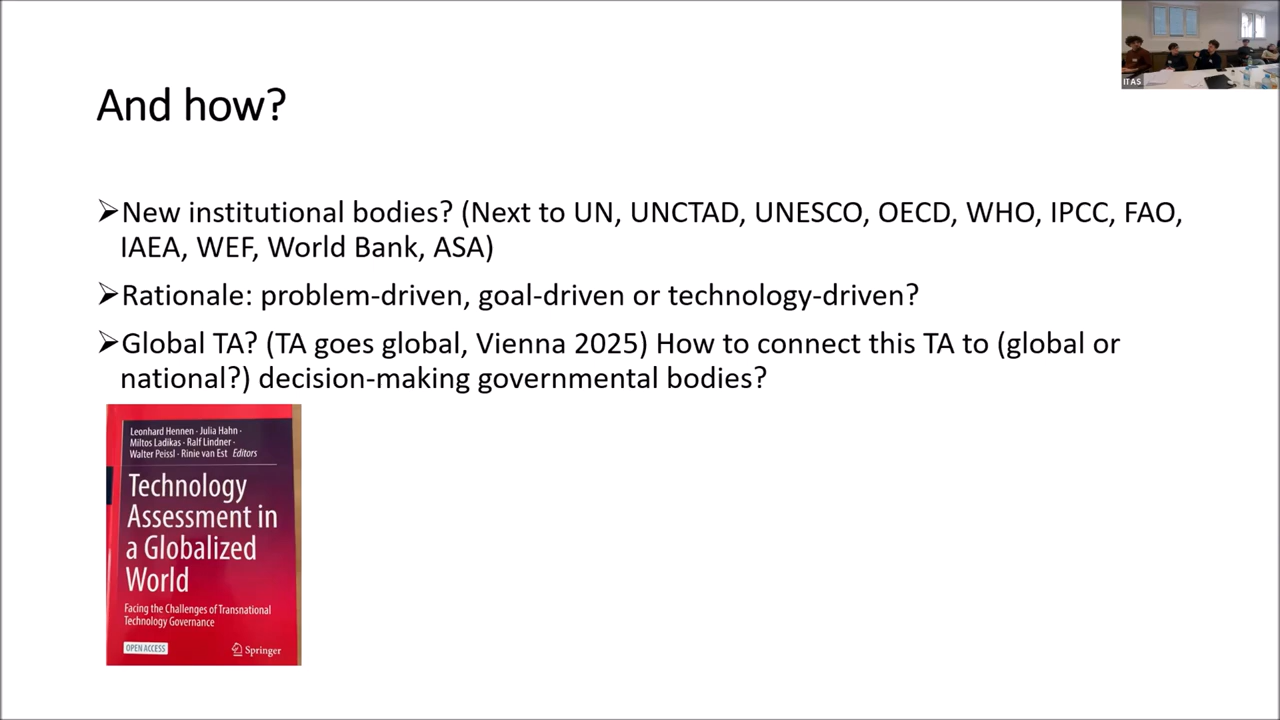 ITAS
And how?
➢New institutional bodies? (Next to UN, UNCTAD, UNESCO, OECD, WHO, IPCC, FAO,
IAEA, WEF, World Bank, ASA)
➢Rationale: problem-driven, goal-driven or technology-driven?
➢Global TA? (TA goes global, Vienna 2025) How to connect this TA to (global or
national?) decision-making governmental bodies?
Leonhard Hennen · Julia Hahn ·
Miltos Ladikas · Ralf Lindner ·
Walter Peissl · Rinie van Est Editors
Technology
Assessment in
a Globalized
World
Facing the Challenges of Transnational
Technology Governance
OPEN ACCESS
Springer